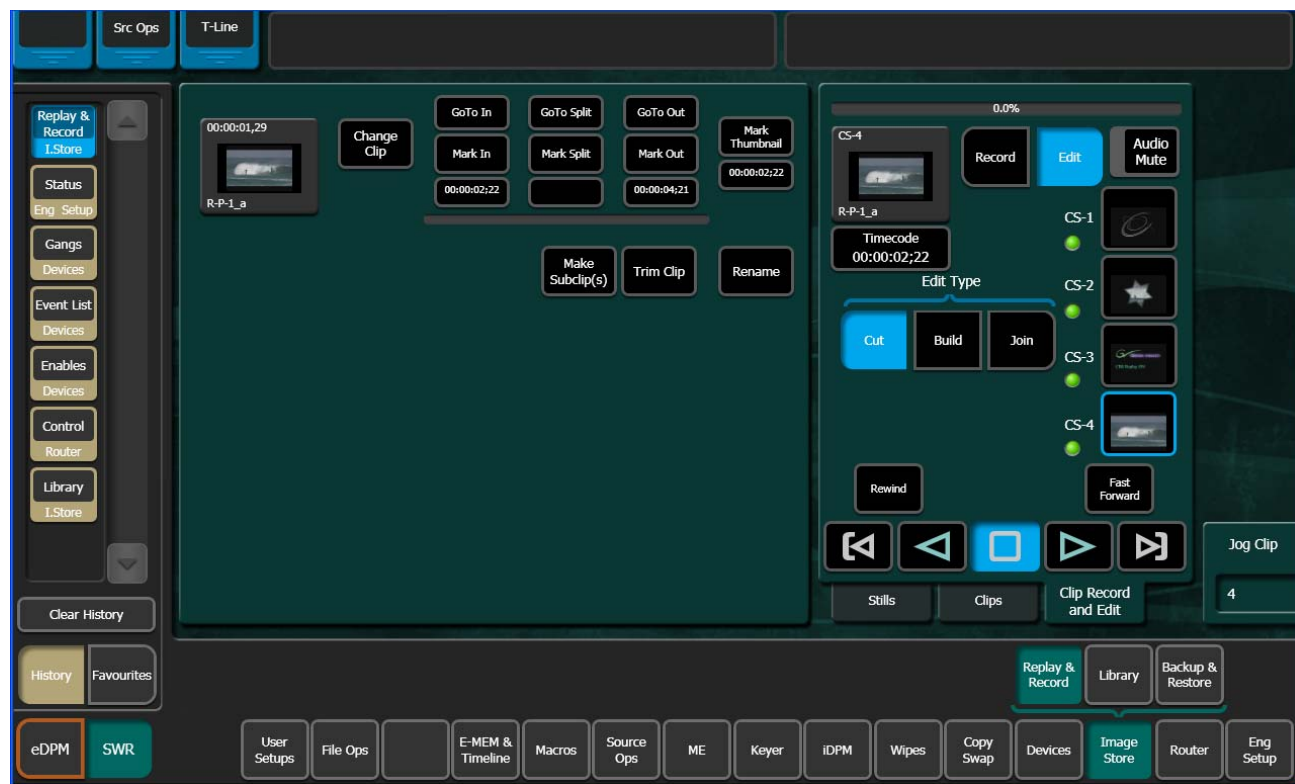 Src Ops
T-Line
Replay &
Record
I.Store
Status
Eng Setup
Gangs
Devices
Event List
Devices
Enables
Devices
Control
Router
Library
I.Store
Clear History
History
Favourites
00:00:01,29
R-P-1_a
Change
Clip
GoTo In
GoTo Split
GoTo Out
Mark In
Mark Split
Mark Out
Mark
Thumbnail
00:00:02;22
00:00:04;21
00:00:02;22
Make
Subclip(s)
Trim Clip
Rename
0.0%
CS-4
R-P-1_a
Record
Edit
Audio
Mute
Timecode
00:00:02;22
Edit Type
Cut
Build
Join
CS-1
CS-2
CS-3
CS-4
Rewind
Fast
Forward
Stills
Clips
Clip Record
and Edit
Jog Clip
4
Replay &
Record
Library
Backup &
Restore
eDPM
SWR
User
Setups
File Ops
E-MEM &
Timeline
Macros
Source
Ops
ME
Keyer
iDPM
Wipes
Copy
Swap
Devices
Image
Store
Router
Eng
Setup